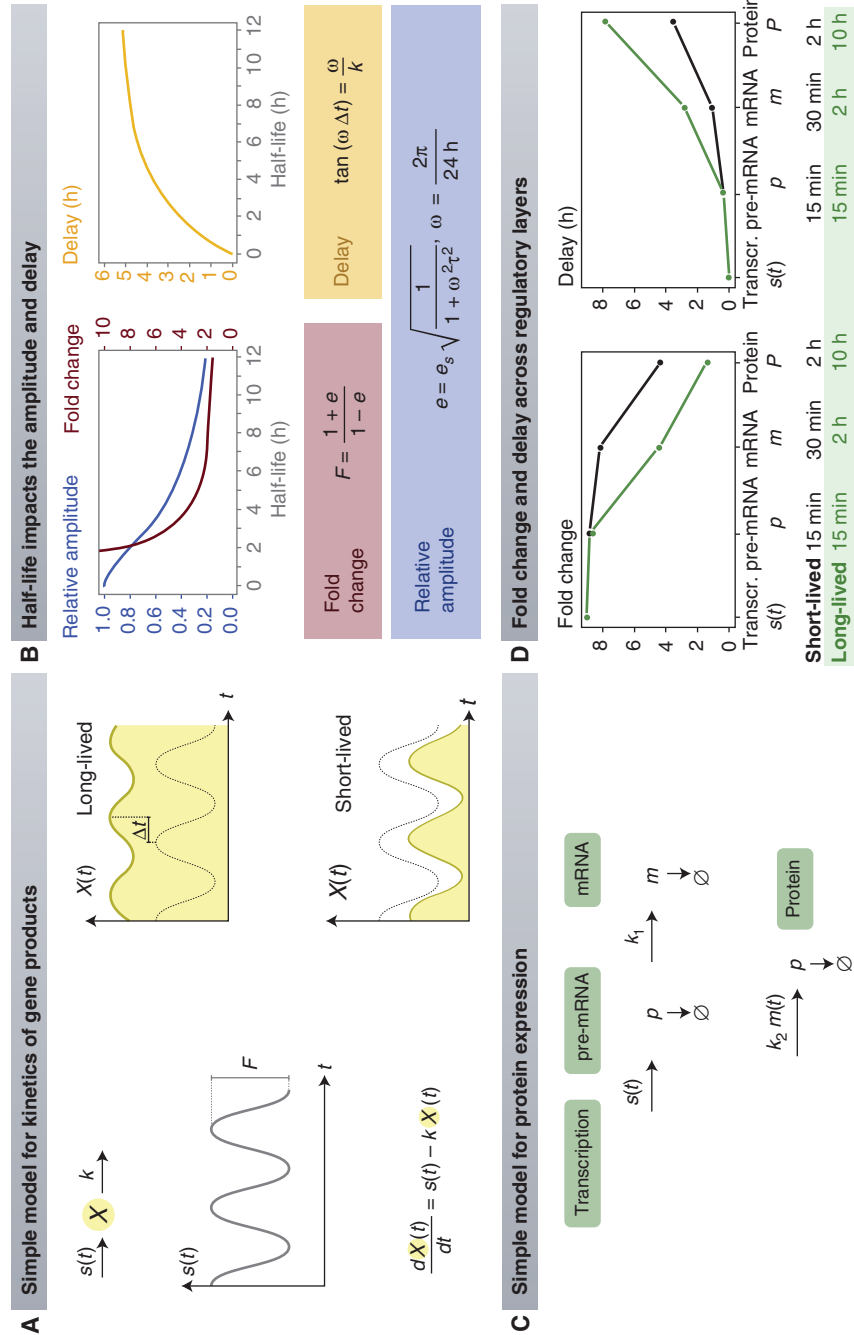 A Simple model for kinetics of gene products
s(t) X k
s(t)
F
t
dX(t)/dt = s(t) − k X(t)
X(t)
Long-lived
Δt
t
X(t)
Short-lived
t
B Half-life impacts the amplitude and delay
Relative amplitude
Fold change
1.0
0.8
0.6
0.4
0.2
0.0
10
8
6
4
2
0
0 2 4 6 8 10 12
Half-life (h)
Delay (h)
6
5
4
3
2
1
0
0 2 4 6 8 10 12
Half-life (h)
Fold
change
F = (1 + e)/(1 − e)
Delay tan (ω Δt) = ω/k
Relative
amplitude
e = eₛ √(1/(1 + ω²τ²)), ω = 2π/24 h
C Simple model for protein expression
Transcription pre-mRNA mRNA
s(t) p k₁ m
∅ ∅
Protein
k₂ m(t) p
∅
D Fold change and delay across regulatory layers
Fold change
8
6
4
2
0
Transcr. pre-mRNA mRNA Protein
s(t) p m P
Delay (h)
8
6
4
2
0
Transcr. pre-mRNA mRNA Protein
s(t) p m P
Short-lived 15 min 30 min 2 h 15 min 30 min 2 h
Long-lived 15 min 2 h 10 h 15 min 2 h 10 h